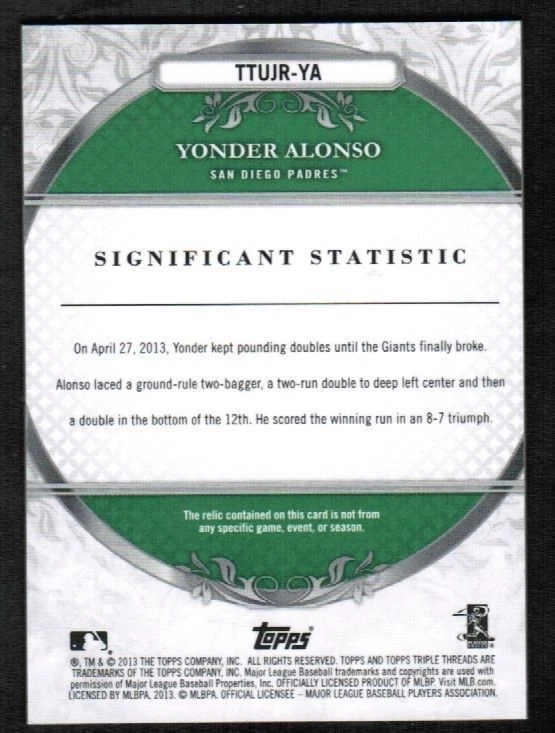 TTUJR-YA
YONDER ALONSO
SAN DIEGO PADRES™
SIGNIFICANT STATISTIC
On April 27, 2013, Yonder kept pounding doubles until the Giants finally broke.
Alonso laced a ground-rule two-bagger, a two-run double to deep left center and then
a double in the bottom of the 12th. He scored the winning run in an 8-7 triumph.
The relic contained on this card is not from
any specific game, event, or season.
topps®
®, TM & © 2013 THE TOPPS COMPANY, INC. ALL RIGHTS RESERVED. TOPPS AND TOPPS TRIPLE THREADS ARE
TRADEMARKS OF THE TOPPS COMPANY, INC. Major League Baseball trademarks and copyrights are used with
permission of Major League Baseball Properties, Inc. OFFICIALLY LICENSED PRODUCT OF MLBP. Visit MLB.com.
LICENSED BY MLBPA, 2013. © MLBPA. OFFICIAL LICENSEE – MAJOR LEAGUE BASEBALL PLAYERS ASSOCIATION.